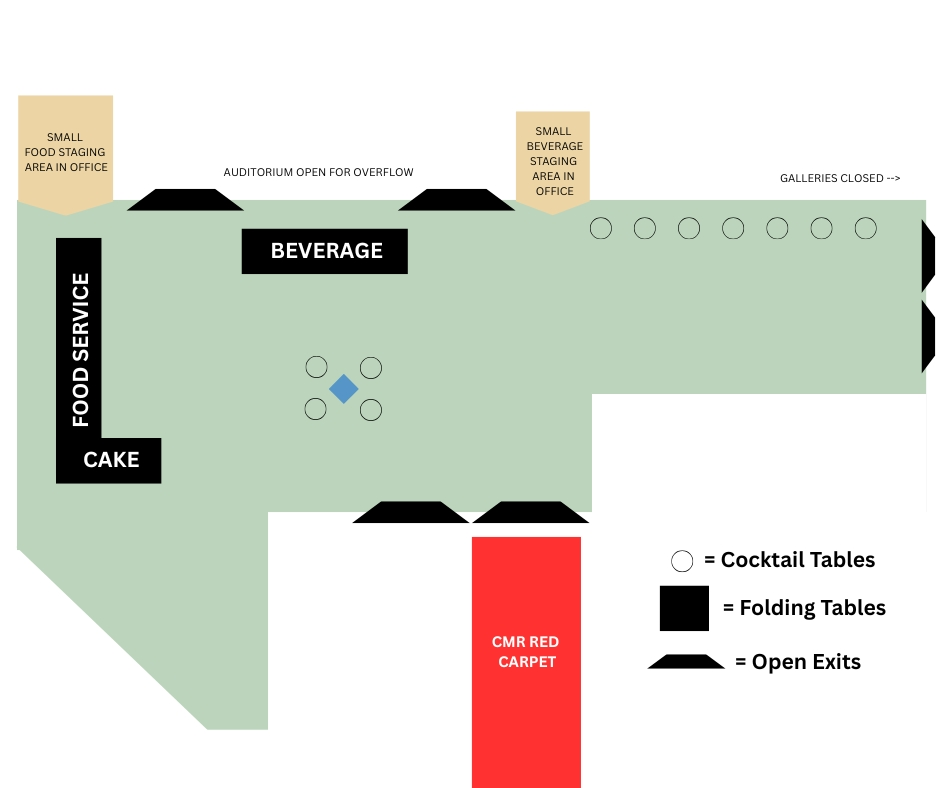 SMALL
FOOD STAGING
AREA IN OFFICE
AUDITORIUM OPEN FOR OVERFLOW
SMALL
BEVERAGE
STAGING
AREA IN
OFFICE
GALLERIES CLOSED -->
BEVERAGE
FOOD SERVICE
CAKE
CMR RED
CARPET
= Cocktail Tables
= Folding Tables
= Open Exits